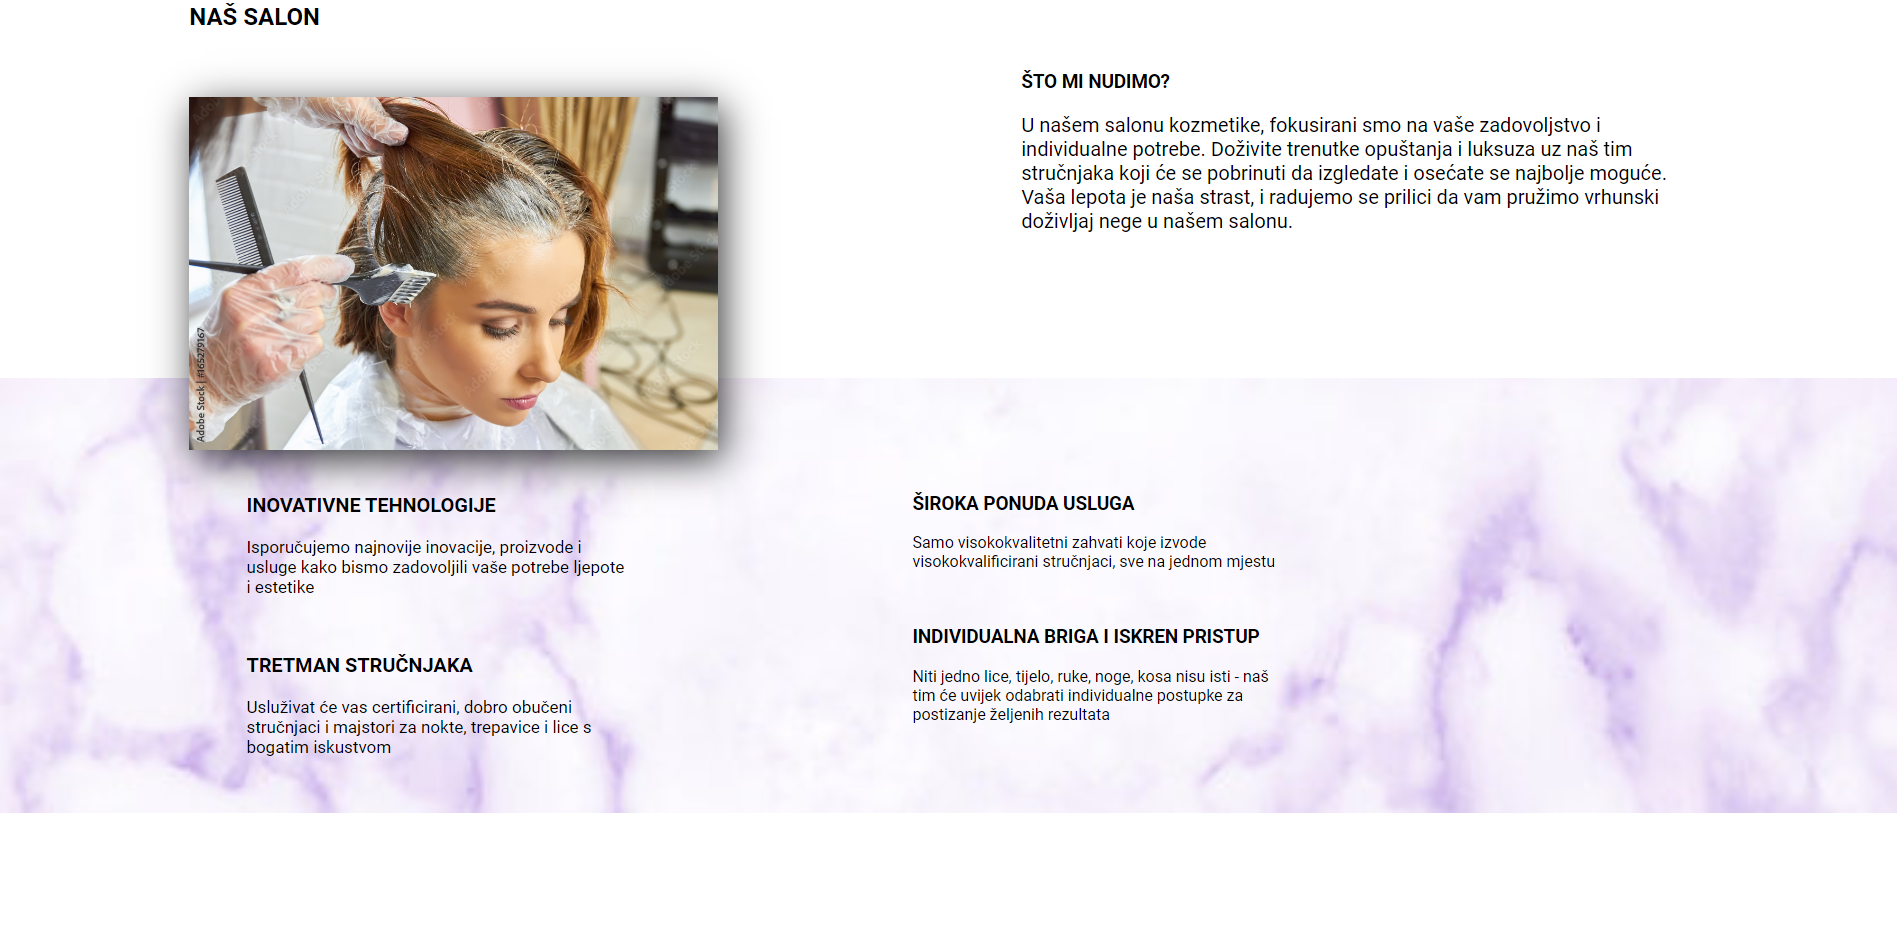 NAŠ SALON
ŠTO MI NUDIMO?
U našem salonu kozmetike, fokusirani smo na vaše zadovoljstvo i
individualne potrebe. Doživite trenutke opuštanja i luksuza uz naš tim
stručnjaka koji će se pobrinuti da izgledate i osećate se najbolje moguće.
Vaša lepota je naša strast, i radujemo se prilici da vam pružimo vrhunski
doživljaj nege u našem salonu.
Adobe Stock | #165279167
INOVATIVNE TEHNOLOGIJE
Isporučujemo najnovije inovacije, proizvode i
usluge kako bismo zadovoljili vaše potrebe ljepote
i estetike
TRETMAN STRUČNJAKA
Usluživat će vas certificirani, dobro obučeni
stručnjaci i majstori za nokte, trepavice i lice s
bogatim iskustvom
ŠIROKA PONUDA USLUGA
Samo visokokvalitetni zahvati koje izvode
visokokvalificirani stručnjaci, sve na jednom mjestu
INDIVIDUALNA BRIGA I ISKREN PRISTUP
Niti jedno lice, tijelo, ruke, noge, kosa nisu isti - naš
tim će uvijek odabrati individualne postupke za
postizanje željenih rezultata